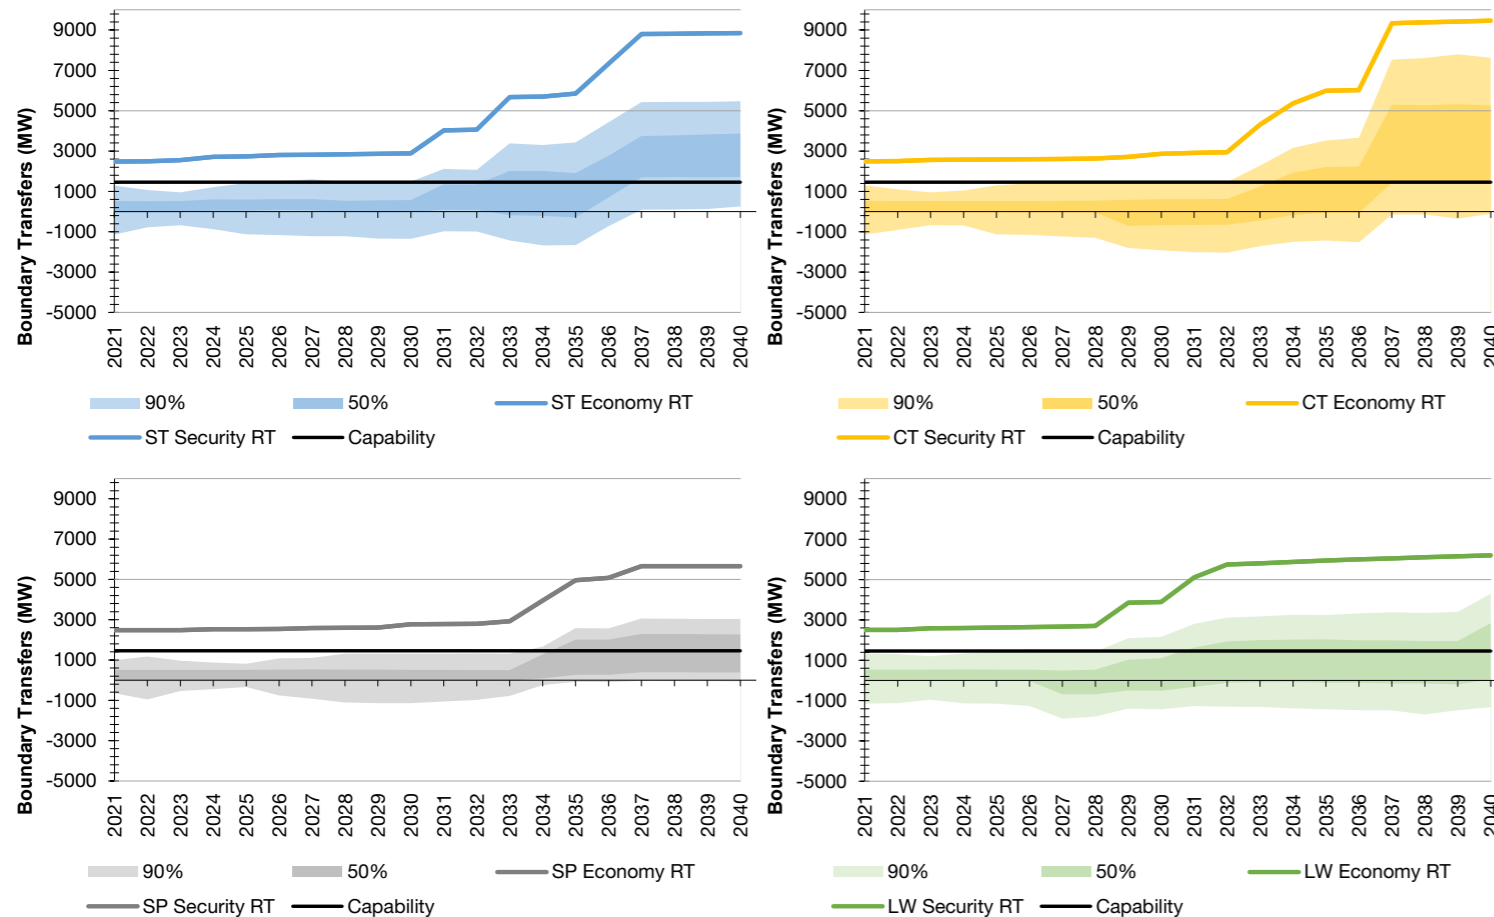 Boundary Transfers (MW)
9000
7000
5000
3000
1000
-1000
-3000
-5000
2021 2022 2023 2024 2025 2026 2027 2028 2029 2030 2031 2032 2033 2034 2035 2036 2037 2038 2039 2040
90% 50% ST Economy RT
ST Security RT Capability
Boundary Transfers (MW)
9000
7000
5000
3000
1000
-1000
-3000
-5000
2021 2022 2023 2024 2025 2026 2027 2028 2029 2030 2031 2032 2033 2034 2035 2036 2037 2038 2039 2040
90% 50% CT Economy RT
CT Security RT Capability
Boundary Transfers (MW)
9000
7000
5000
3000
1000
-1000
-3000
-5000
2021 2022 2023 2024 2025 2026 2027 2028 2029 2030 2031 2032 2033 2034 2035 2036 2037 2038 2039 2040
90% 50% SP Economy RT
SP Security RT Capability
Boundary Transfers (MW)
9000
7000
5000
3000
1000
-1000
-3000
-5000
2021 2022 2023 2024 2025 2026 2027 2028 2029 2030 2031 2032 2033 2034 2035 2036 2037 2038 2039 2040
90% 50% LW Economy RT
LW Security RT Capability